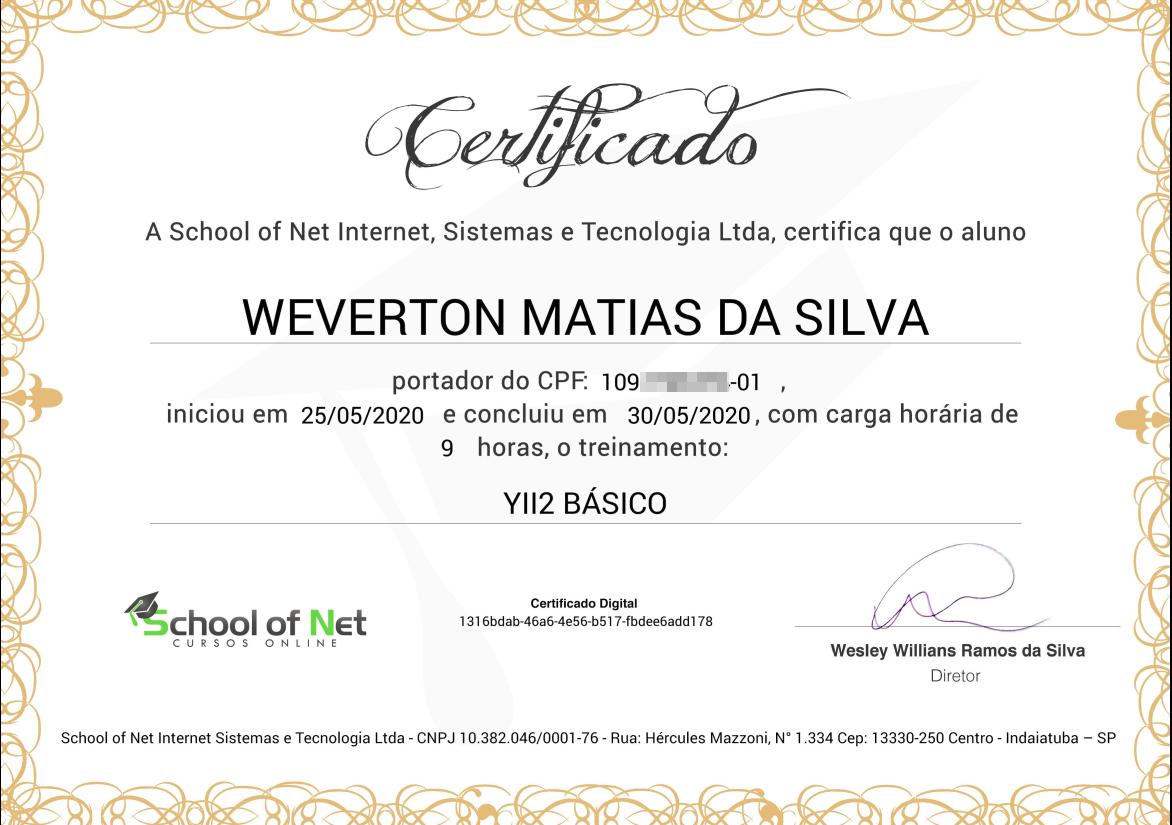 Certificado
A School of Net Internet, Sistemas e Tecnologia Ltda, certifica que o aluno
WEVERTON MATIAS DA SILVA
portador do CPF: 109 -01 ,
iniciou em 25/05/2020 e concluiu em 30/05/2020, com carga horária de
9 horas, o treinamento:
YII2 BÁSICO
School of Net
CURSOS ONLINE
Certificado Digital
1316bdab-46a6-4e56-b517-fbdee6add178
Wesley Willians Ramos da Silva
Diretor
School of Net Internet Sistemas e Tecnologia Ltda - CNPJ 10.382.046/0001-76 - Rua: Hércules Mazzoni, N° 1.334 Cep: 13330-250 Centro - Indaiatuba – SP